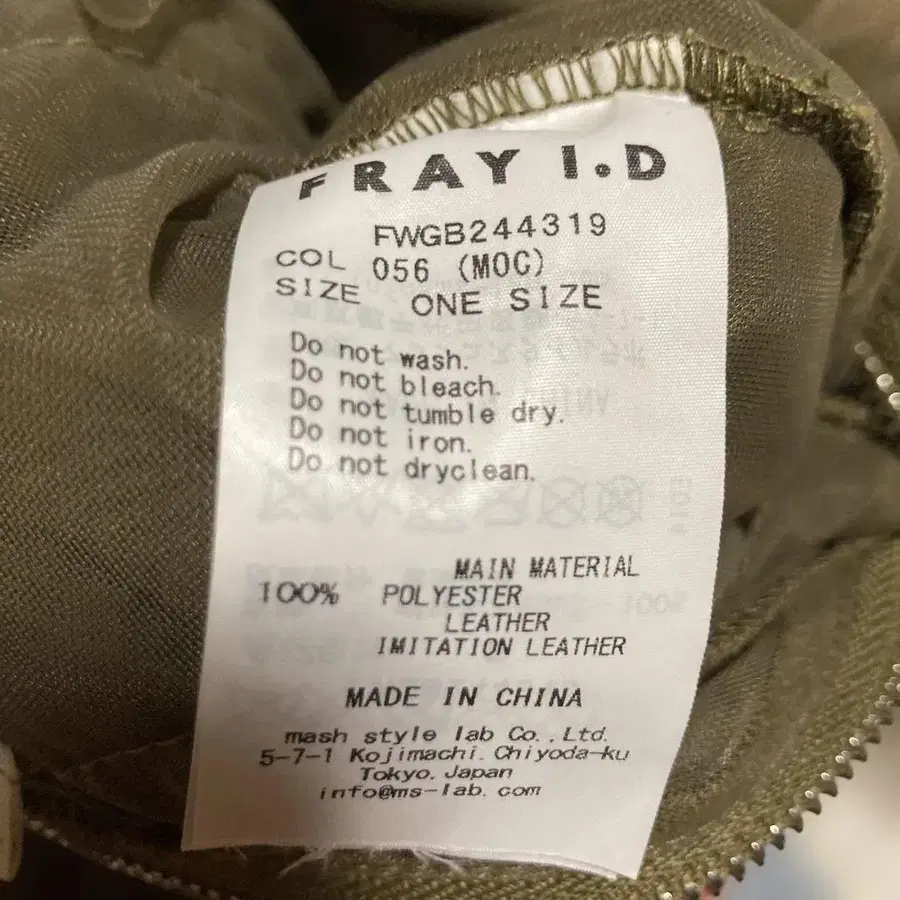 FRAY I.D
FWGB244319
COL 056 (MOC)
SIZE ONE SIZE
Do not wash.
Do not bleach.
Do not tumble dry.
Do not iron.
Do not dryclean.
MAIN MATERIAL
100% POLYESTER
LEATHER
IMITATION LEATHER
MADE IN CHINA
mash style lab Co.,Ltd.
5-7-1 Kojimachi. Chiyoda-ku
Tokyo. Japan
info@ms-lab.com